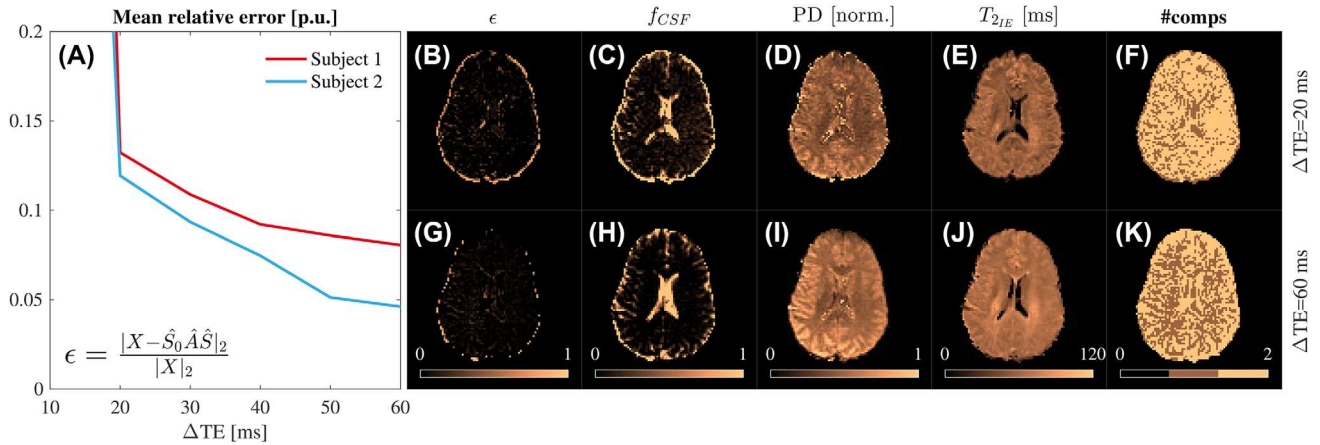 Mean relative error [p.u.]
0.2
0.15
0.1
0.05
0
(A)
Subject 1
Subject 2
ϵ = |X−Ŝ₀ÂŜ|₂ / |X|₂
10 20 30 40 50 60
ΔTE [ms]
ϵ f_CSF PD [norm.] T_2_IE [ms] #comps
(B) (C) (D) (E) (F)
ΔTE=20 ms
(G) (H) (I) (J) (K)
ΔTE=60 ms
0 1 0 1 0 1 0 120 0 2